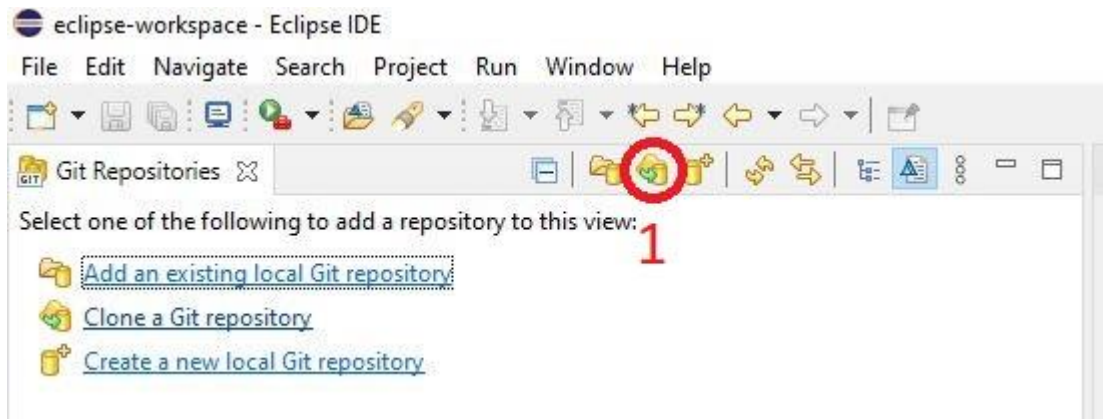 eclipse-workspace - Eclipse IDE
File Edit Navigate Search Project Run Window Help
GIT Git Repositories
Select one of the following to add a repository to this view:
1
Add an existing local Git repository
Clone a Git repository
Create a new local Git repository